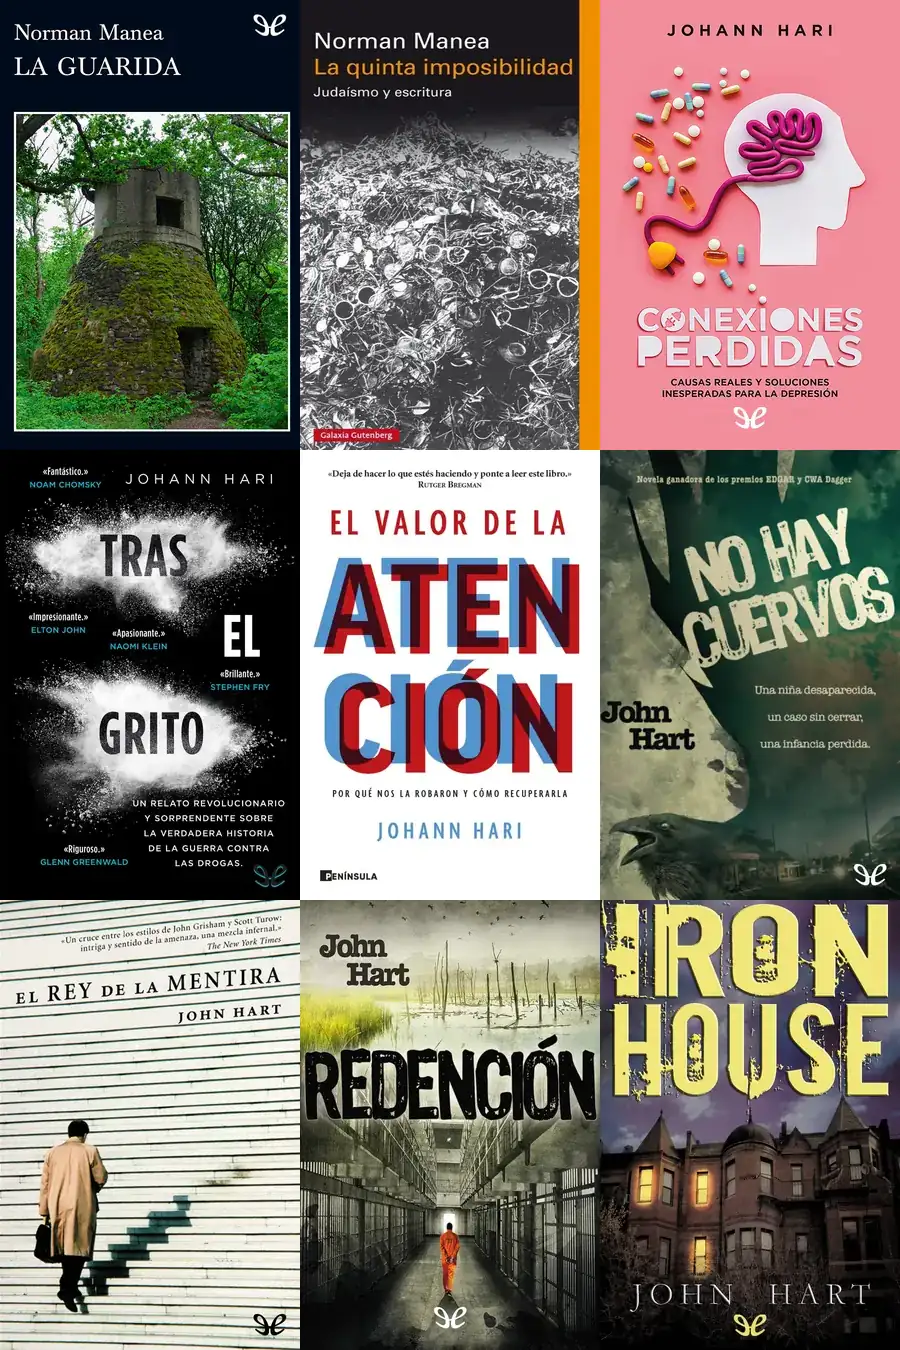 Norman Manea
LA GUARIDA
Norman Manea
La quinta imposibilidad
Judaísmo y escritura
Galaxia Gutenberg
JOHANN HARI
CONEXIONES
PERDIDAS
CAUSAS REALES Y SOLUCIONES
INESPERADAS PARA LA DEPRESIÓN
«Fantástico.»
NOAM CHOMSKY
JOHANN HARI
TRAS
«Impresionante.»
ELTON JOHN
«Apasionante.»
NAOMI KLEIN
EL
«Brillante.»
STEPHEN FRY
GRITO
UN RELATO REVOLUCIONARIO
Y SORPRENDENTE SOBRE
LA VERDADERA HISTORIA
DE LA GUERRA CONTRA
LAS DROGAS.
«Riguroso.»
GLENN GREENWALD
«Deja de hacer lo que estés haciendo y ponte a leer este libro.»
RUTGER BREGMAN
EL VALOR DE LA
ATEN
CIÓN
POR QUÉ NOS LA ROBARON Y CÓMO RECUPERARLA
JOHANN HARI
PENÍNSULA
Novela ganadora de los premios EDGAR y CWA Dagger
NO HAY
CUERVOS
Una niña desaparecida,
un caso sin cerrar,
una infancia perdida.
John
Hart
«Un cruce entre los estilos de John Grisham y Scott Turow:
intriga y sentido de la amenaza, una mezcla infernal.»
The New York Times
EL REY DE LA MENTIRA
JOHN HART
John
Hart
REDENCIÓN
IRON
HOUSE
JOHN HART